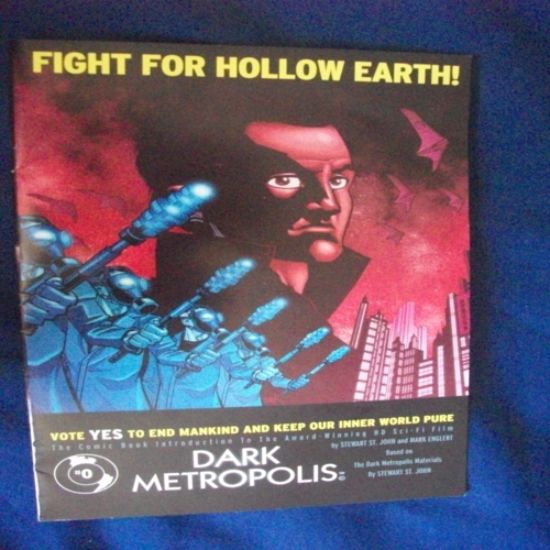 FIGHT FOR HOLLOW EARTH!
VOTE YES TO END MANKIND AND KEEP OUR INNER WORLD PURE
The Comic Book Introduction to the Award-Winning HD Sci-Fi Film
By STEWART ST. JOHN and MARK ENGLERT
Based on
The Dark Metropolis Materials
By STEWART ST. JOHN
#0
DARK
METROPOLIS